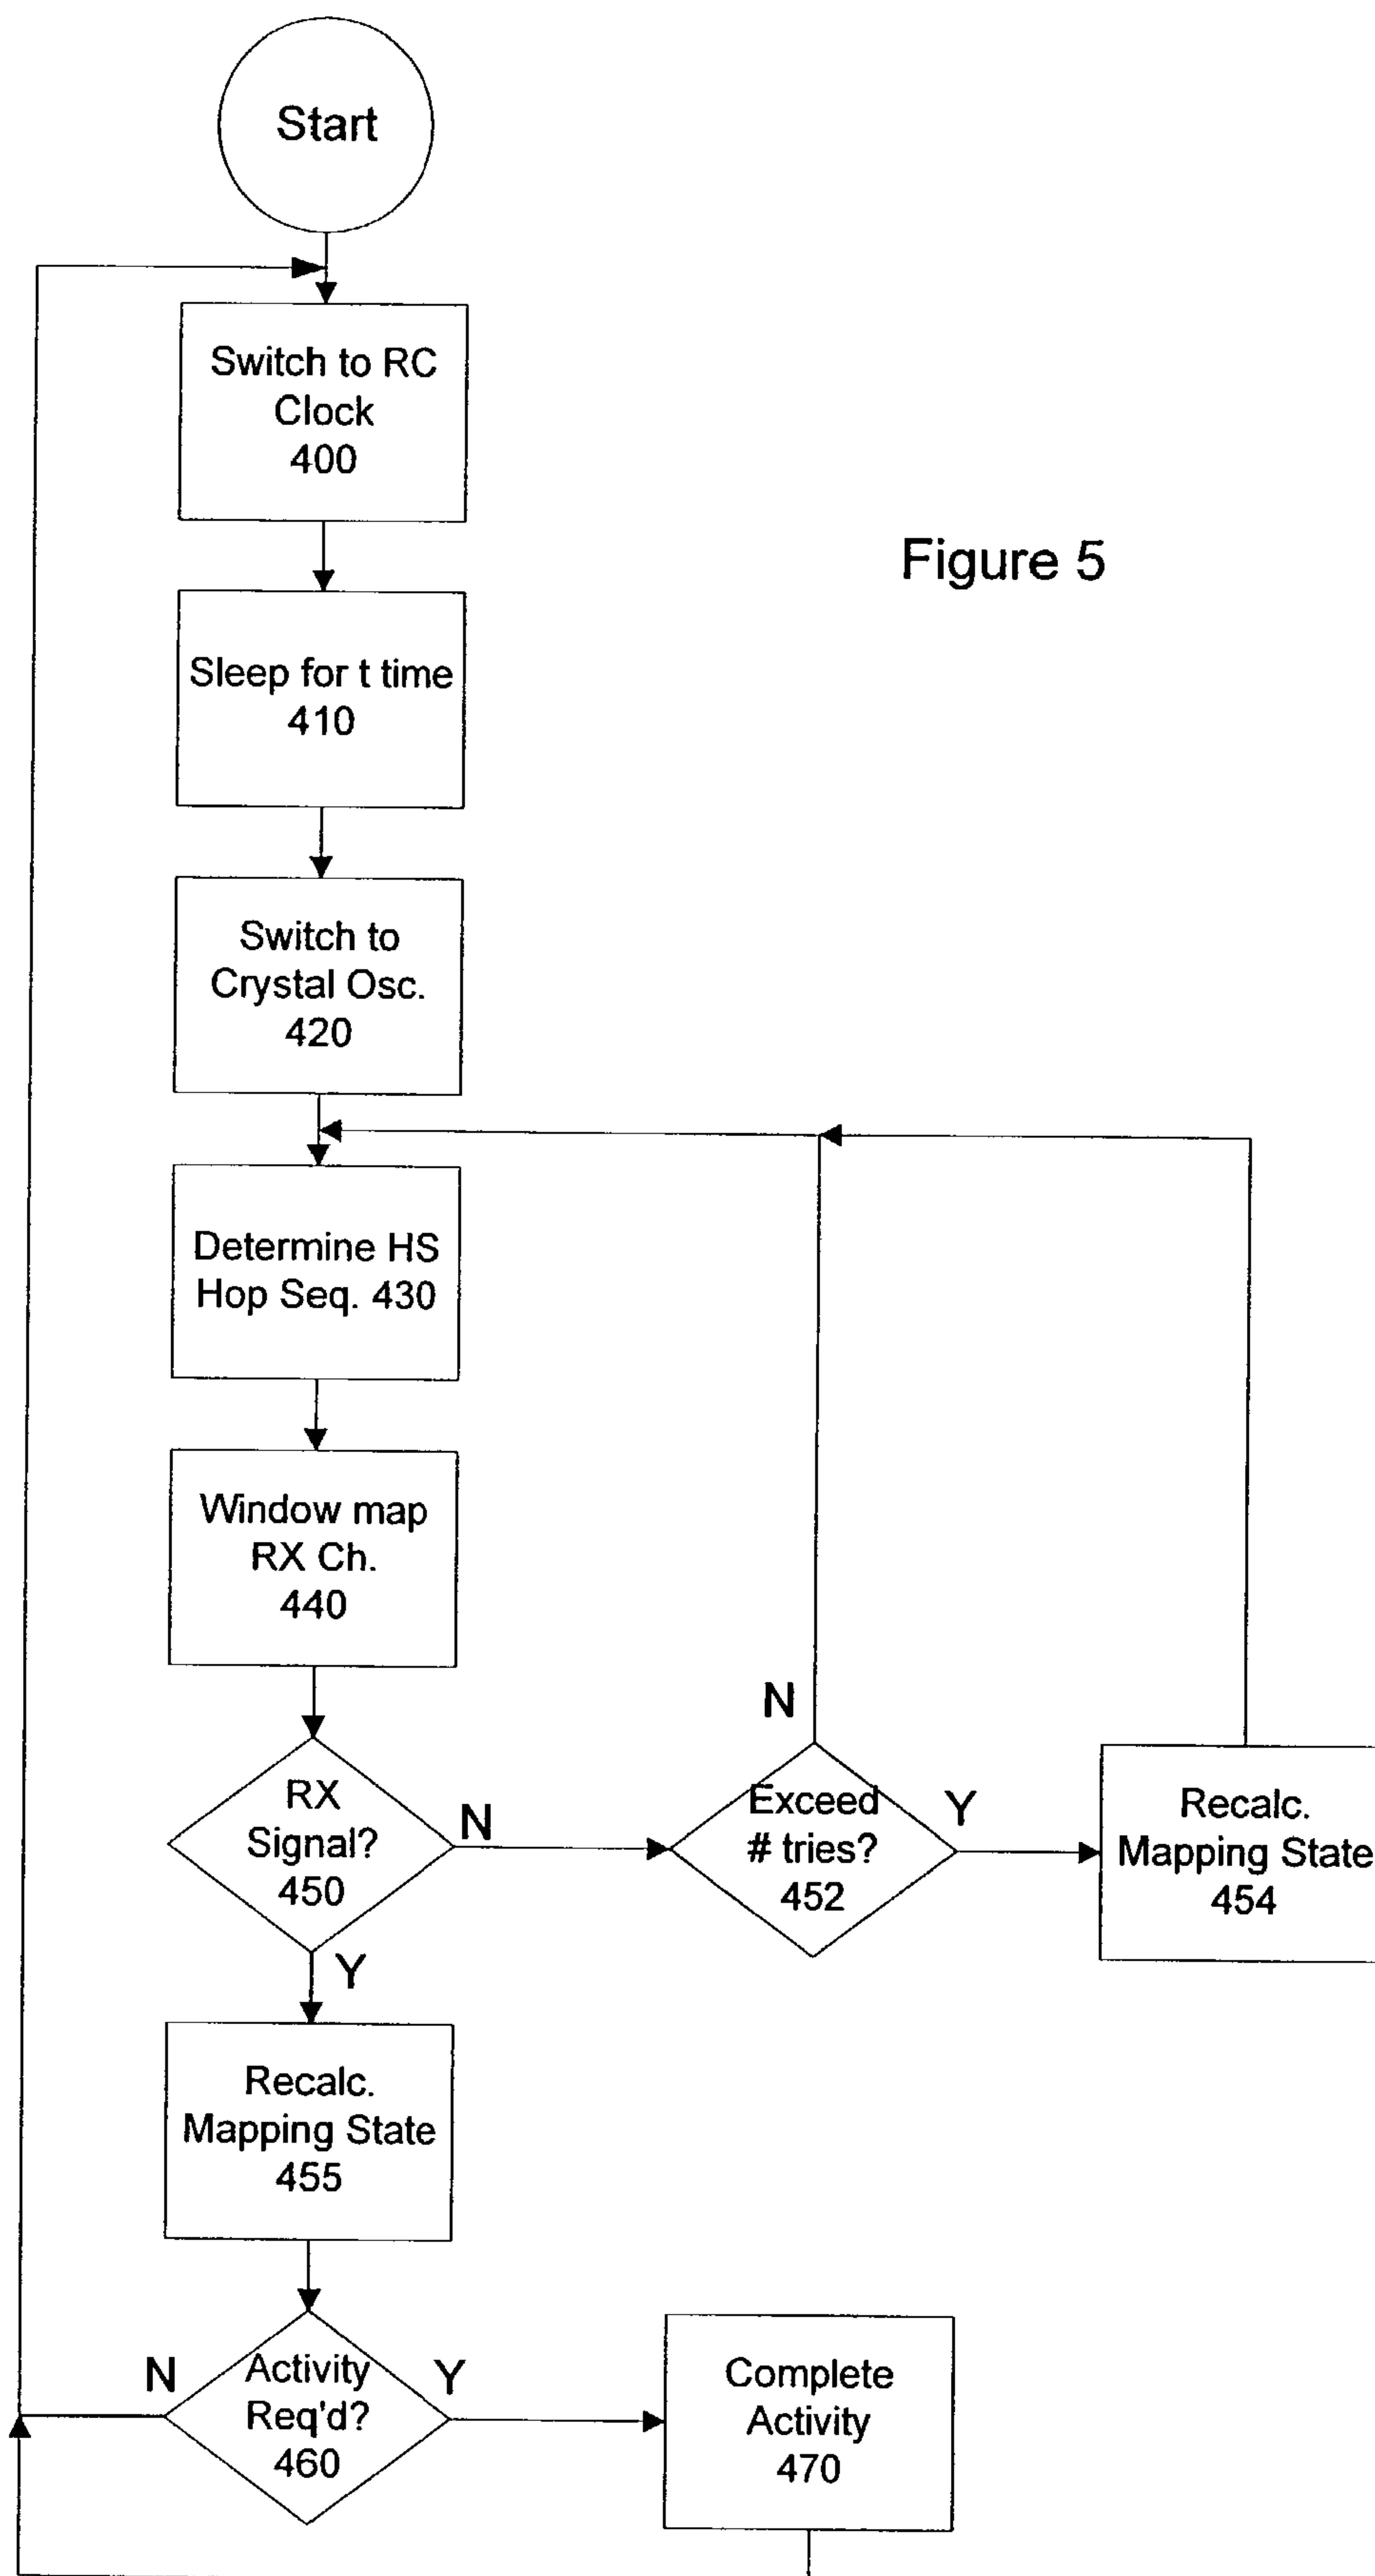 Start
Switch to RC
Clock
400
Figure 5
Sleep for t time
410
Switch to
Crystal Osc.
420
Determine HS
Hop Seq. 430
Window map
RX Ch.
440
RX
Signal?
450
N
Y
Exceed
# tries?
452
N
Y
Recalc.
Mapping State
454
Recalc.
Mapping State
455
Activity
Req'd?
460
N
Y
Complete
Activity
470